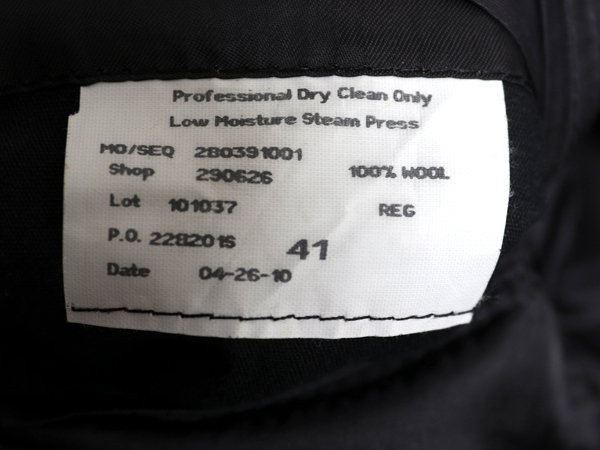 Professional Dry Clean Only
Low Moisture Steam Press
MO/SEQ 280391001
Shop 290626 100% WOOL
Lot 101037 REG
P.O. 2282016 41
Date 04-26-10